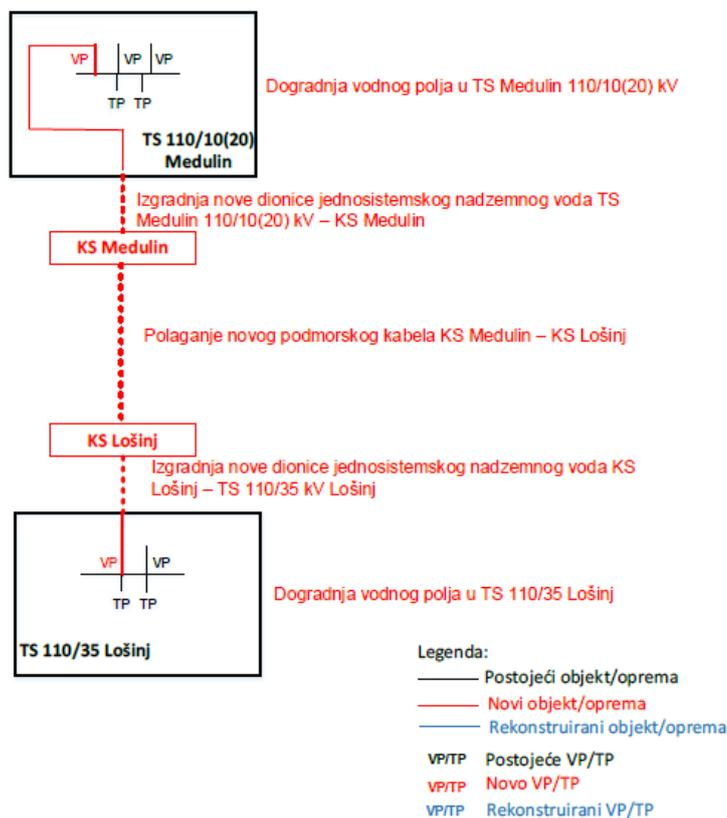 VP VP VP
TP TP
TS 110/10(20)
Medulin
Dogradnja vodnog polja u TS Medulin 110/10(20) kV
Izgradnja nove dionice jednosistemskog nadzemnog voda TS
Medulin 110/10(20) kV – KS Medulin
KS Medulin
Polaganje novog podmorskog kabela KS Medulin – KS Lošinj
KS Lošinj
Izgradnja nove dionice jednosistemskog nadzemnog voda KS
Lošinj – TS 110/35 kV Lošinj
VP VP
TP TP
Dogradnja vodnog polja u TS 110/35 Lošinj
TS 110/35 Lošinj
Legenda:
Postojeći objekt/oprema
Novi objekt/oprema
Rekonstruirani objekt/oprema
VP/TP Postojeće VP/TP
VP/TP Novo VP/TP
VP/TP Rekonstruirani VP/TP